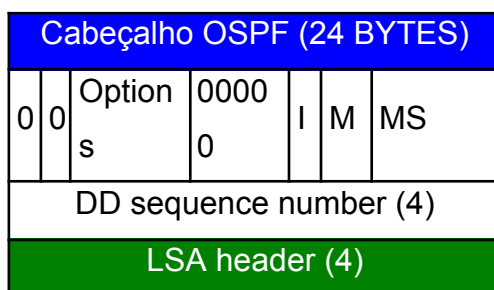 Cabeçalho OSPF (24 BYTES)
0 0 Option 0000 I M MS
s 0
DD sequence number (4)
LSA header (4)